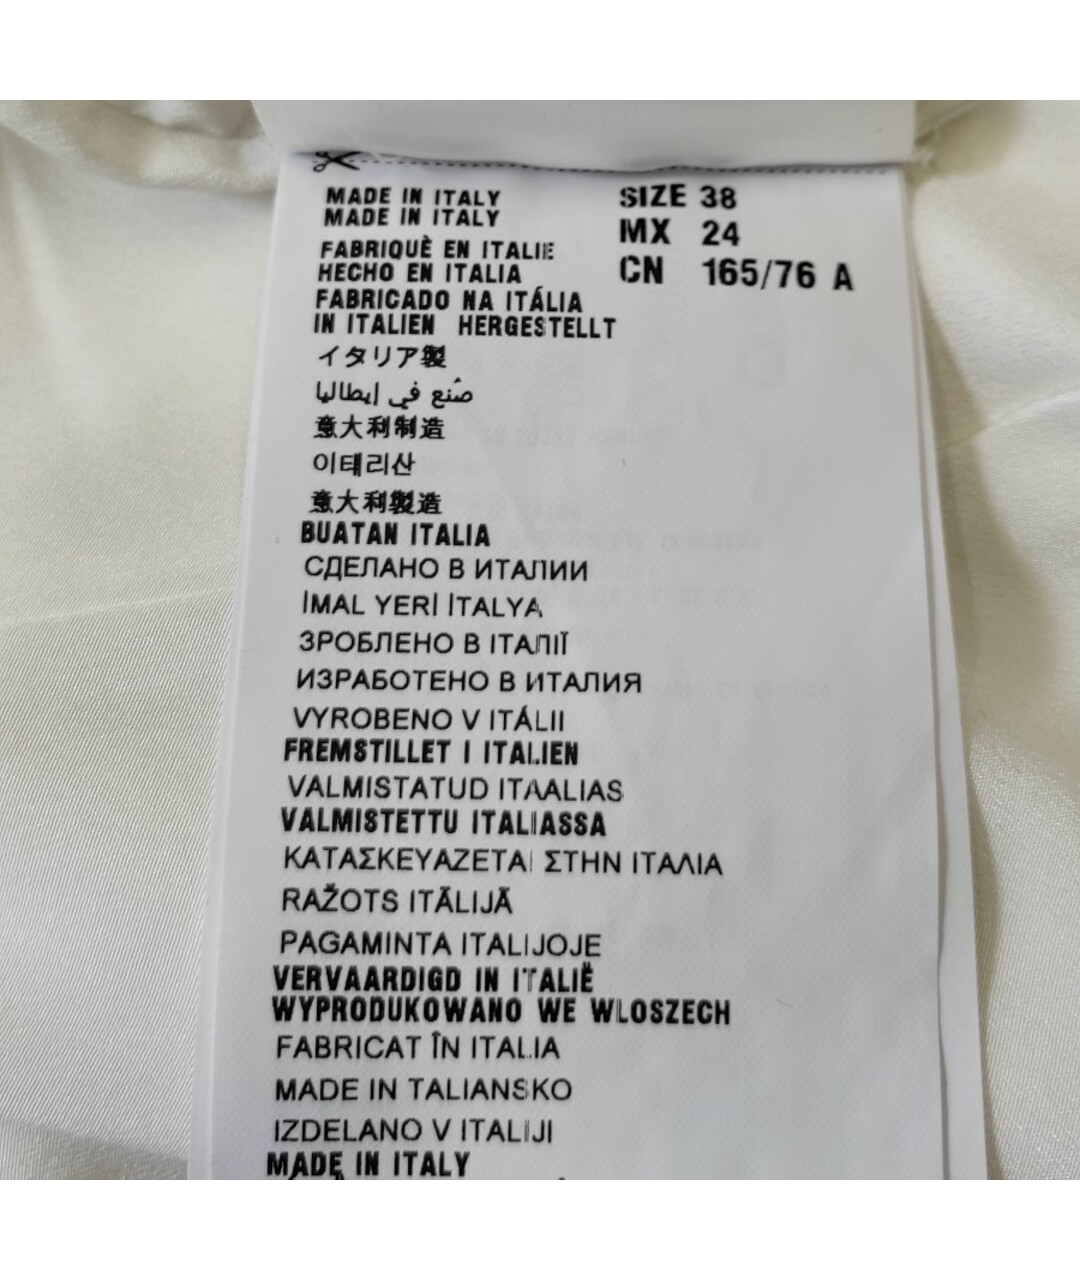 MADE IN ITALY
MADE IN ITALY
FABRIQUÈ EN ITALIE
HECHO EN ITALIA
FABRICADO NA ITÁLIA
IN ITALIEN HERGESTELLT
イタリア製
صُنع في إيطاليا
意大利制造
이태리산
意大利製造
BUATAN ITALIA
СДЕЛАНО В ИТАЛИИ
İMAL YERİ İTALYA
ЗРОБЛЕНО В ІТАЛІЇ
ИЗРАБОТЕНО В ИТАЛИЯ
VYROBENO V ITÁLII
FREMSTILLET I ITALIEN
VALMISTATUD ITAALIAS
VALMISTETTU ITALIASSA
ΚΑΤΑΣΚΕΥΑΖΕΤΑΙ ΣΤΗΝ ΙΤΑΛΙΑ
RAŽOTS ITĀLIJĀ
PAGAMINTA ITALIJOJE
VERVAARDIGD IN ITALIË
WYPRODUKOWANO WE WLOSZECH
FABRICAT ÎN ITALIA
MADE IN TALIANSKO
IZDELANO V ITALIJI
MADE IN ITALY
SIZE 38
MX 24
CN 165/76 A